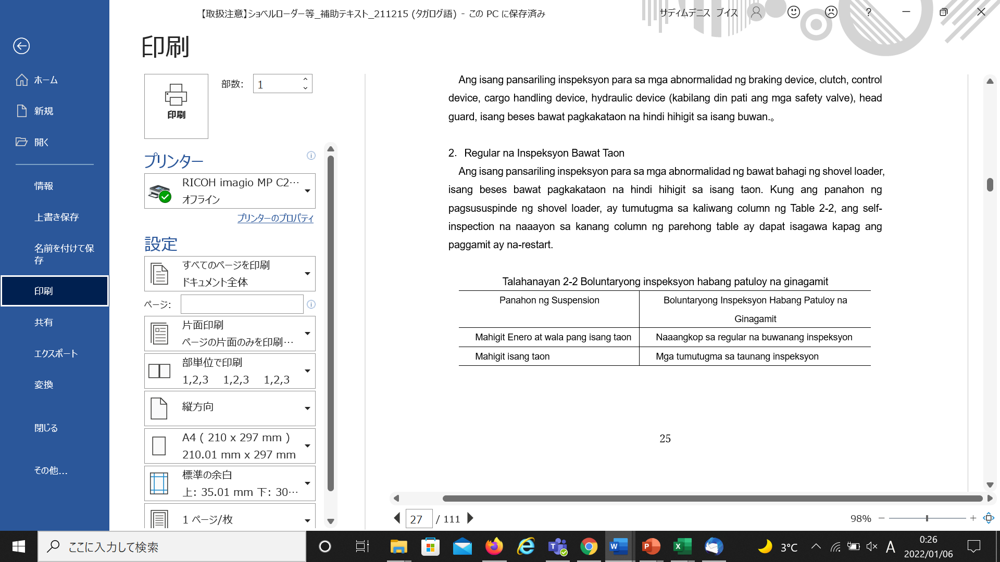 【取扱注意】ショベルローダー等_補助テキスト_211215 (タガログ語) - この PC に保存済み
サディムデニス ブイス
?
印刷
ホーム
新規
開く
情報
上書き保存
名前を付けて保
存
印刷
共有
エクスポート
変換
閉じる
その他...
印刷
部数:
1
プリンター
RICOH imagio MP C2…
オフライン
プリンターのプロパティ
設定
すべてのページを印刷
ドキュメント全体
ページ:
片面印刷
ページの片面のみを印刷…
部単位で印刷
1,2,3 1,2,3 1,2,3
縦方向
A4 ( 210 x 297 mm )
210.01 mm x 297 mm
標準の余白
上: 35.01 mm 下: 30…
1 ページ/枚
Ang isang pansariling inspeksyon para sa mga abnormalidad ng braking device, clutch, control
device, cargo handling device, hydraulic device (kabilang din pati ang mga safety valve), head
guard, isang beses bawat pagkakataon na hindi hihigit sa isang buwan.。
2. Regular na Inspeksyon Bawat Taon
Ang isang pansariling inspeksyon para sa mga abnormalidad ng bawat bahagi ng shovel loader,
isang beses bawat pagkakataon na hindi hihigit sa isang taon. Kung ang panahon ng
pagsususpinde ng shovel loader, ay tumutugma sa kaliwang column ng Table 2-2, ang self-
inspection na naaayon sa kanang column ng parehong table ay dapat isagawa kapag ang
paggamit ay na-restart.
Talahanayan 2-2 Boluntaryong inspeksyon habang patuloy na ginagamit
Panahon ng Suspension
Boluntaryong Inspeksyon Habang Patuloy na
Ginagamit
Mahigit Enero at wala pang isang taon
Naaangkop sa regular na buwanang inspeksyon
Mahigit isang taon
Mga tumutugma sa taunang inspeksyon
25
27 / 111
98%
ここに入力して検索
3°C
A
0:26
2022/01/06